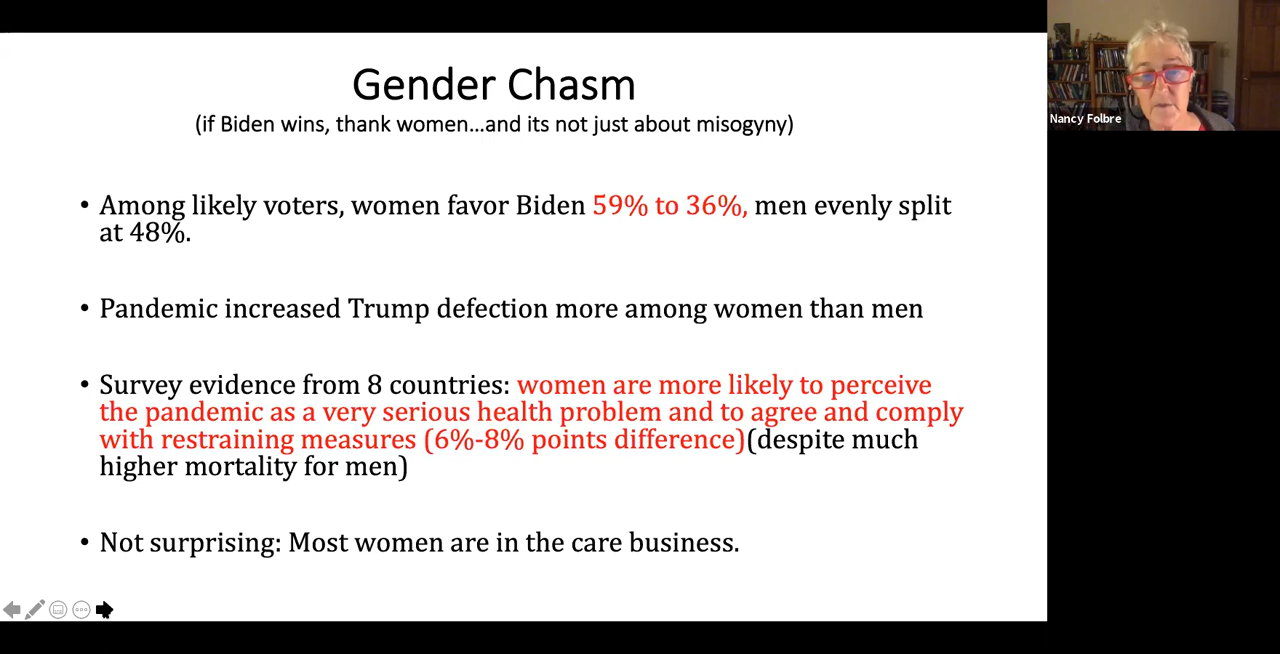 Gender Chasm
(if Biden wins, thank women...and its not just about misogyny)
• Among likely voters, women favor Biden 59% to 36%, men evenly split
at 48%.
• Pandemic increased Trump defection more among women than men
• Survey evidence from 8 countries: women are more likely to perceive
the pandemic as a very serious health problem and to agree and comply
with restraining measures (6%-8% points difference)(despite much
higher mortality for men)
• Not surprising: Most women are in the care business.
Nancy Folbre